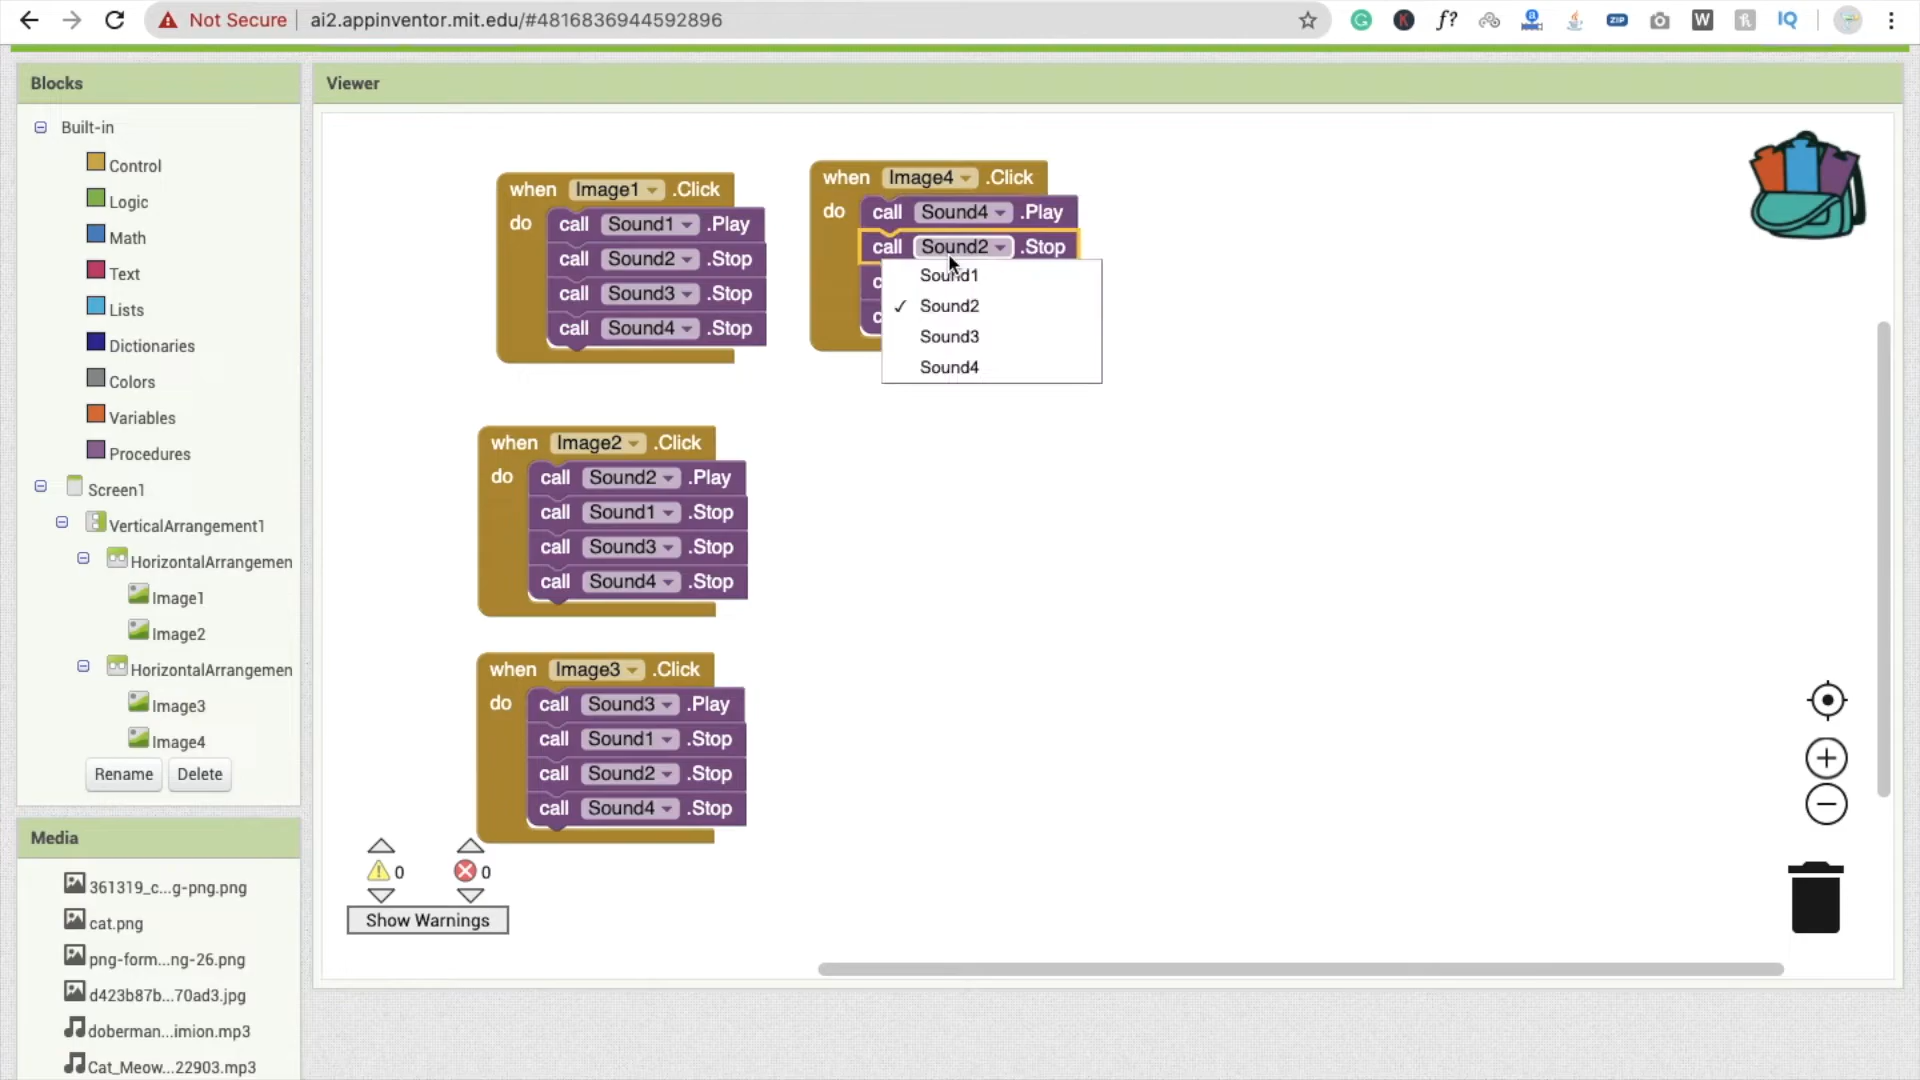 Not Secure | ai2.appinventor.mit.edu/#4816836944592896
Blocks
Viewer
Built-in
Control
Logic
Math
Text
Lists
Dictionaries
Colors
Variables
Procedures
Screen1
VerticalArrangement1
HorizontalArrangemen
Image1
Image2
HorizontalArrangemen
Image3
Image4
Rename Delete
Media
361319_c...g-png.png
cat.png
png-form...ng-26.png
d423b87b...70ad3.jpg
doberman...imion.mp3
Cat_Meow...22903.mp3
when Image1 .Click
do call Sound1 .Play
call Sound2 .Stop
call Sound3 .Stop
call Sound4 .Stop
when Image4 .Click
do call Sound4 .Play
call Sound2 .Stop
Sound1
✓ Sound2
Sound3
Sound4
when Image2 .Click
do call Sound2 .Play
call Sound1 .Stop
call Sound3 .Stop
call Sound4 .Stop
when Image3 .Click
do call Sound3 .Play
call Sound1 .Stop
call Sound2 .Stop
call Sound4 .Stop
0 0
Show Warnings
f?
K
ZIP
W
IQ